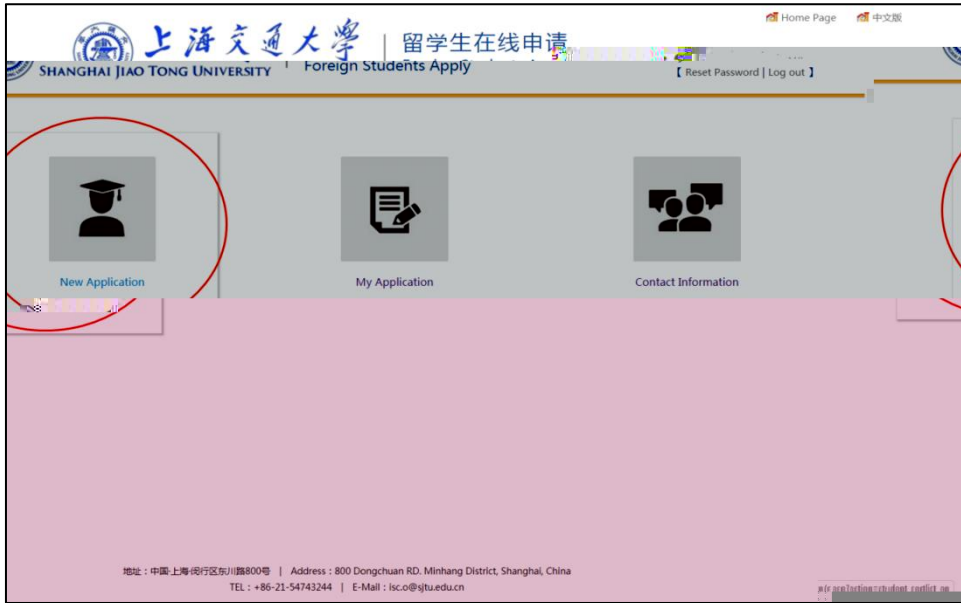 Home Page 中文版
上海交通大学 留学生在线申请
SHANGHAI JIAO TONG UNIVERSITY Foreign Students Apply
【 Reset Password | Log out 】
New Application My Application Contact Information
地址：中国·上海·闵行区东川路800号 | Address : 800 Dongchuan RD. Minhang District, Shanghai, China
TEL : +86-21-54743244 | E-Mail : isc.o@sjtu.edu.cn